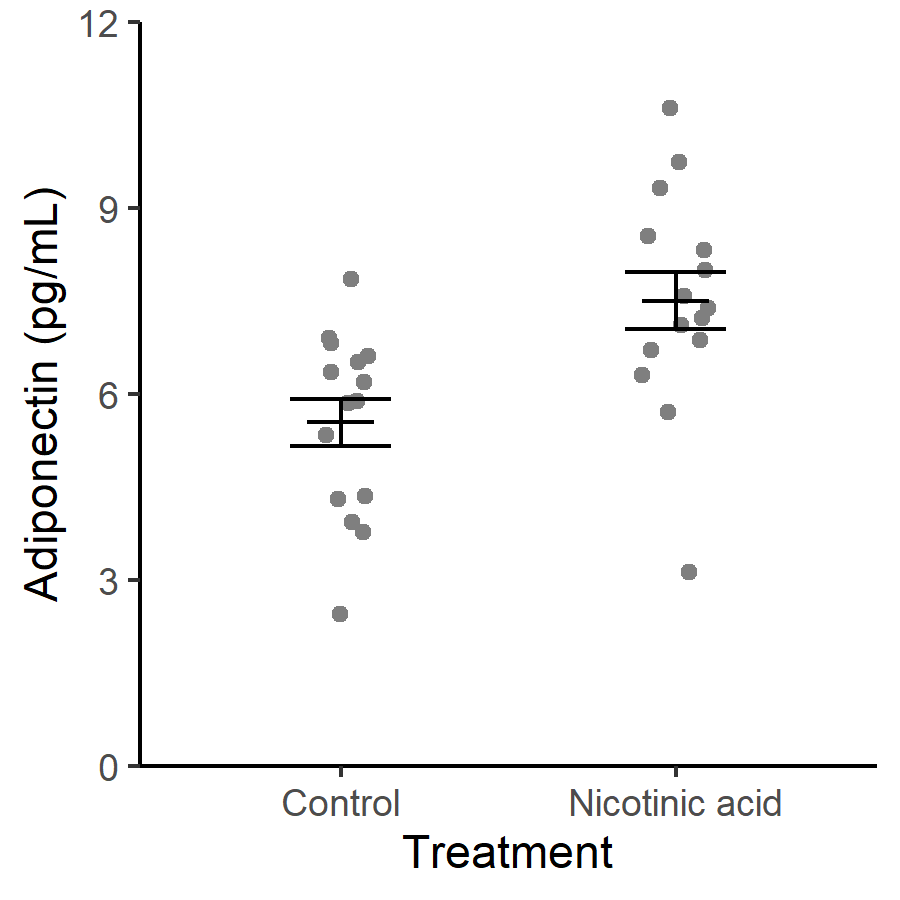 12
9
6
3
0
Adiponectin (pg/mL)
Control
Nicotinic acid
Treatment